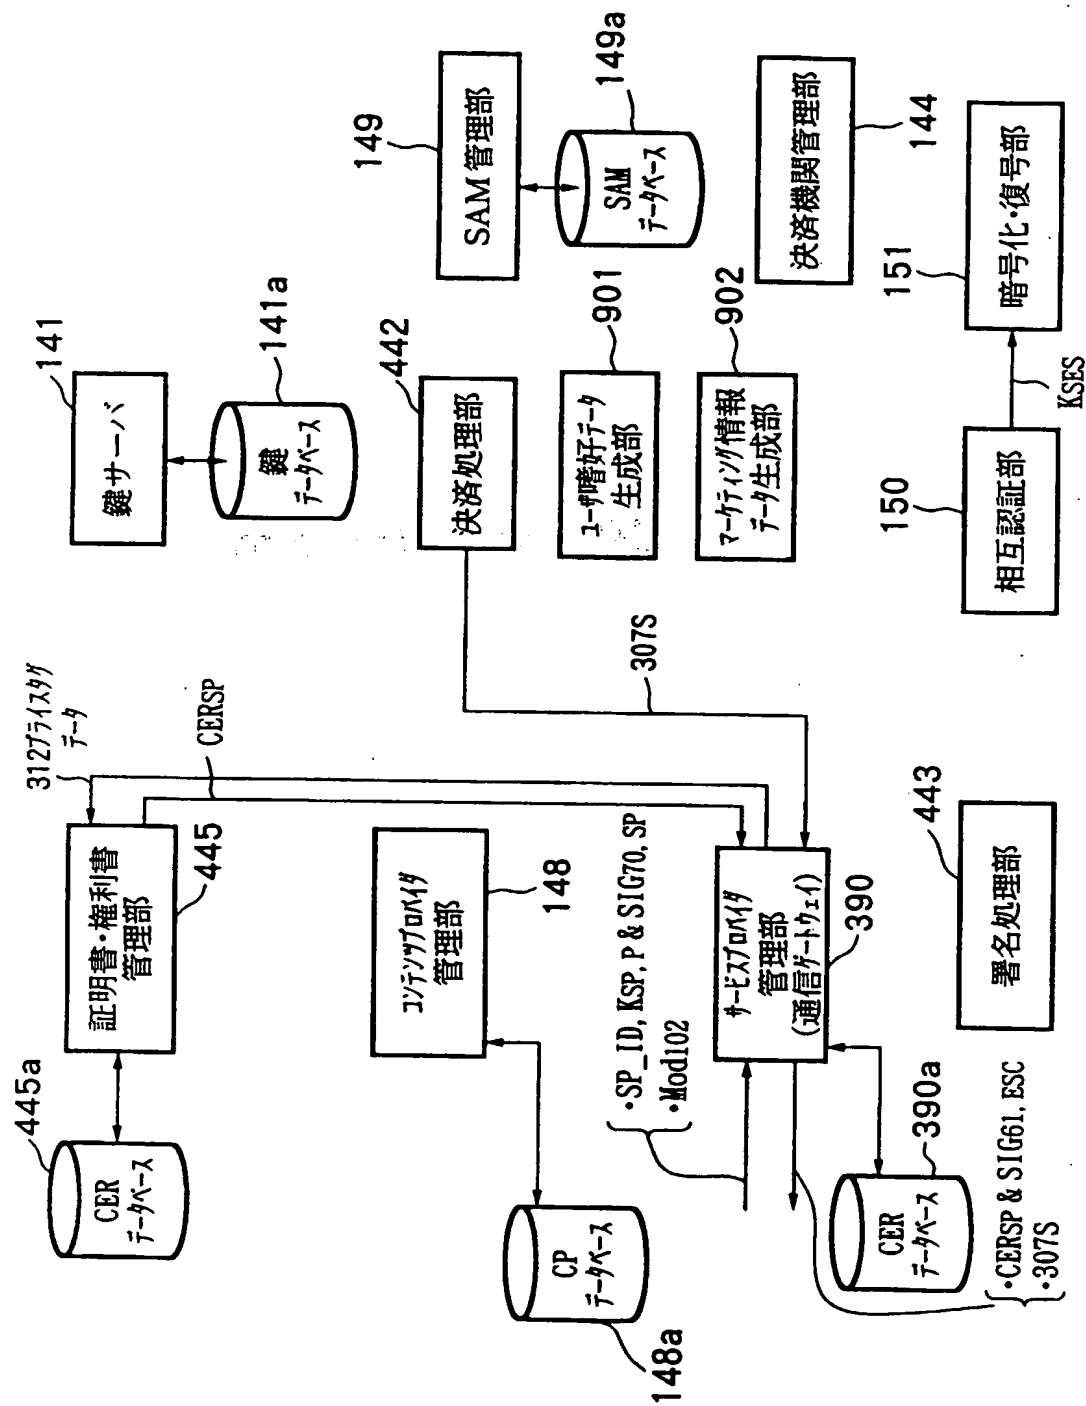 141
鍵サーバ
141a
鍵
データベース
149
SAM管理部
149a
SAM
データベース
442
決済処理部
901
ユーザ嗜好データ
生成部
902
マーケティング情報
データ生成部
決済機関管理部
144
151
暗号化・復号部
KSES
150
相互認証部
307S
312プライスタグ
データ
CERSP
445
証明書・権利書
管理部
445a
CER
データベース
148
コンテンツプロバイダ
管理部
CP
データベース
148a
・SP_ID, KSP, P & SIG70, SP
・Mod102
サービスプロバイダ
管理部
(通信ゲートウェイ)
390
390a
CER
データベース
・CERSP & SIG61, ESC
・307S
443
署名処理部